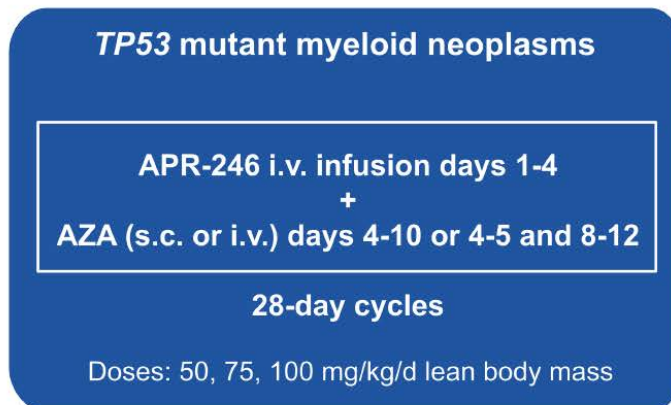 TP53 mutant myeloid neoplasms
APR-246 i.v. infusion days 1-4
+
AZA (s.c. or i.v.) days 4-10 or 4-5 and 8-12
28-day cycles
Doses: 50, 75, 100 mg/kg/d lean body mass